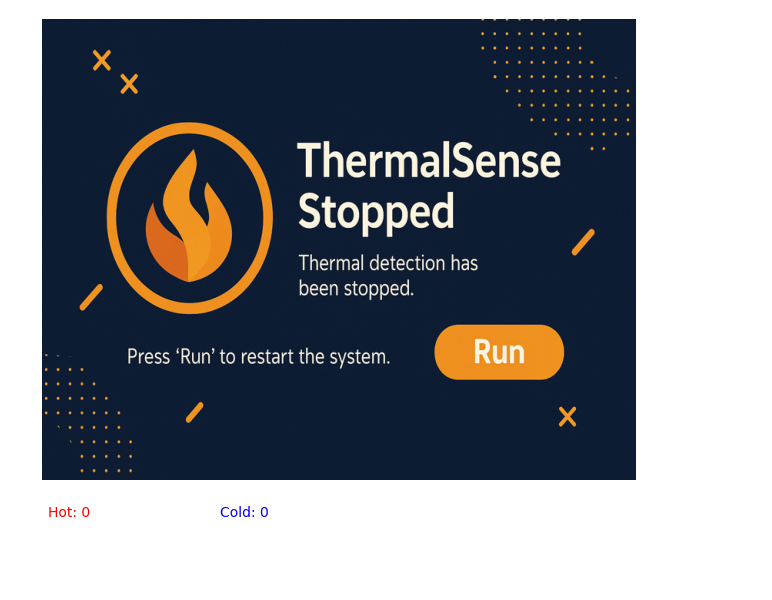 ThermalSense
Stopped
Thermal detection has
been stopped.
Press ‘Run’ to restart the system.
Run
Hot: 0
Cold: 0